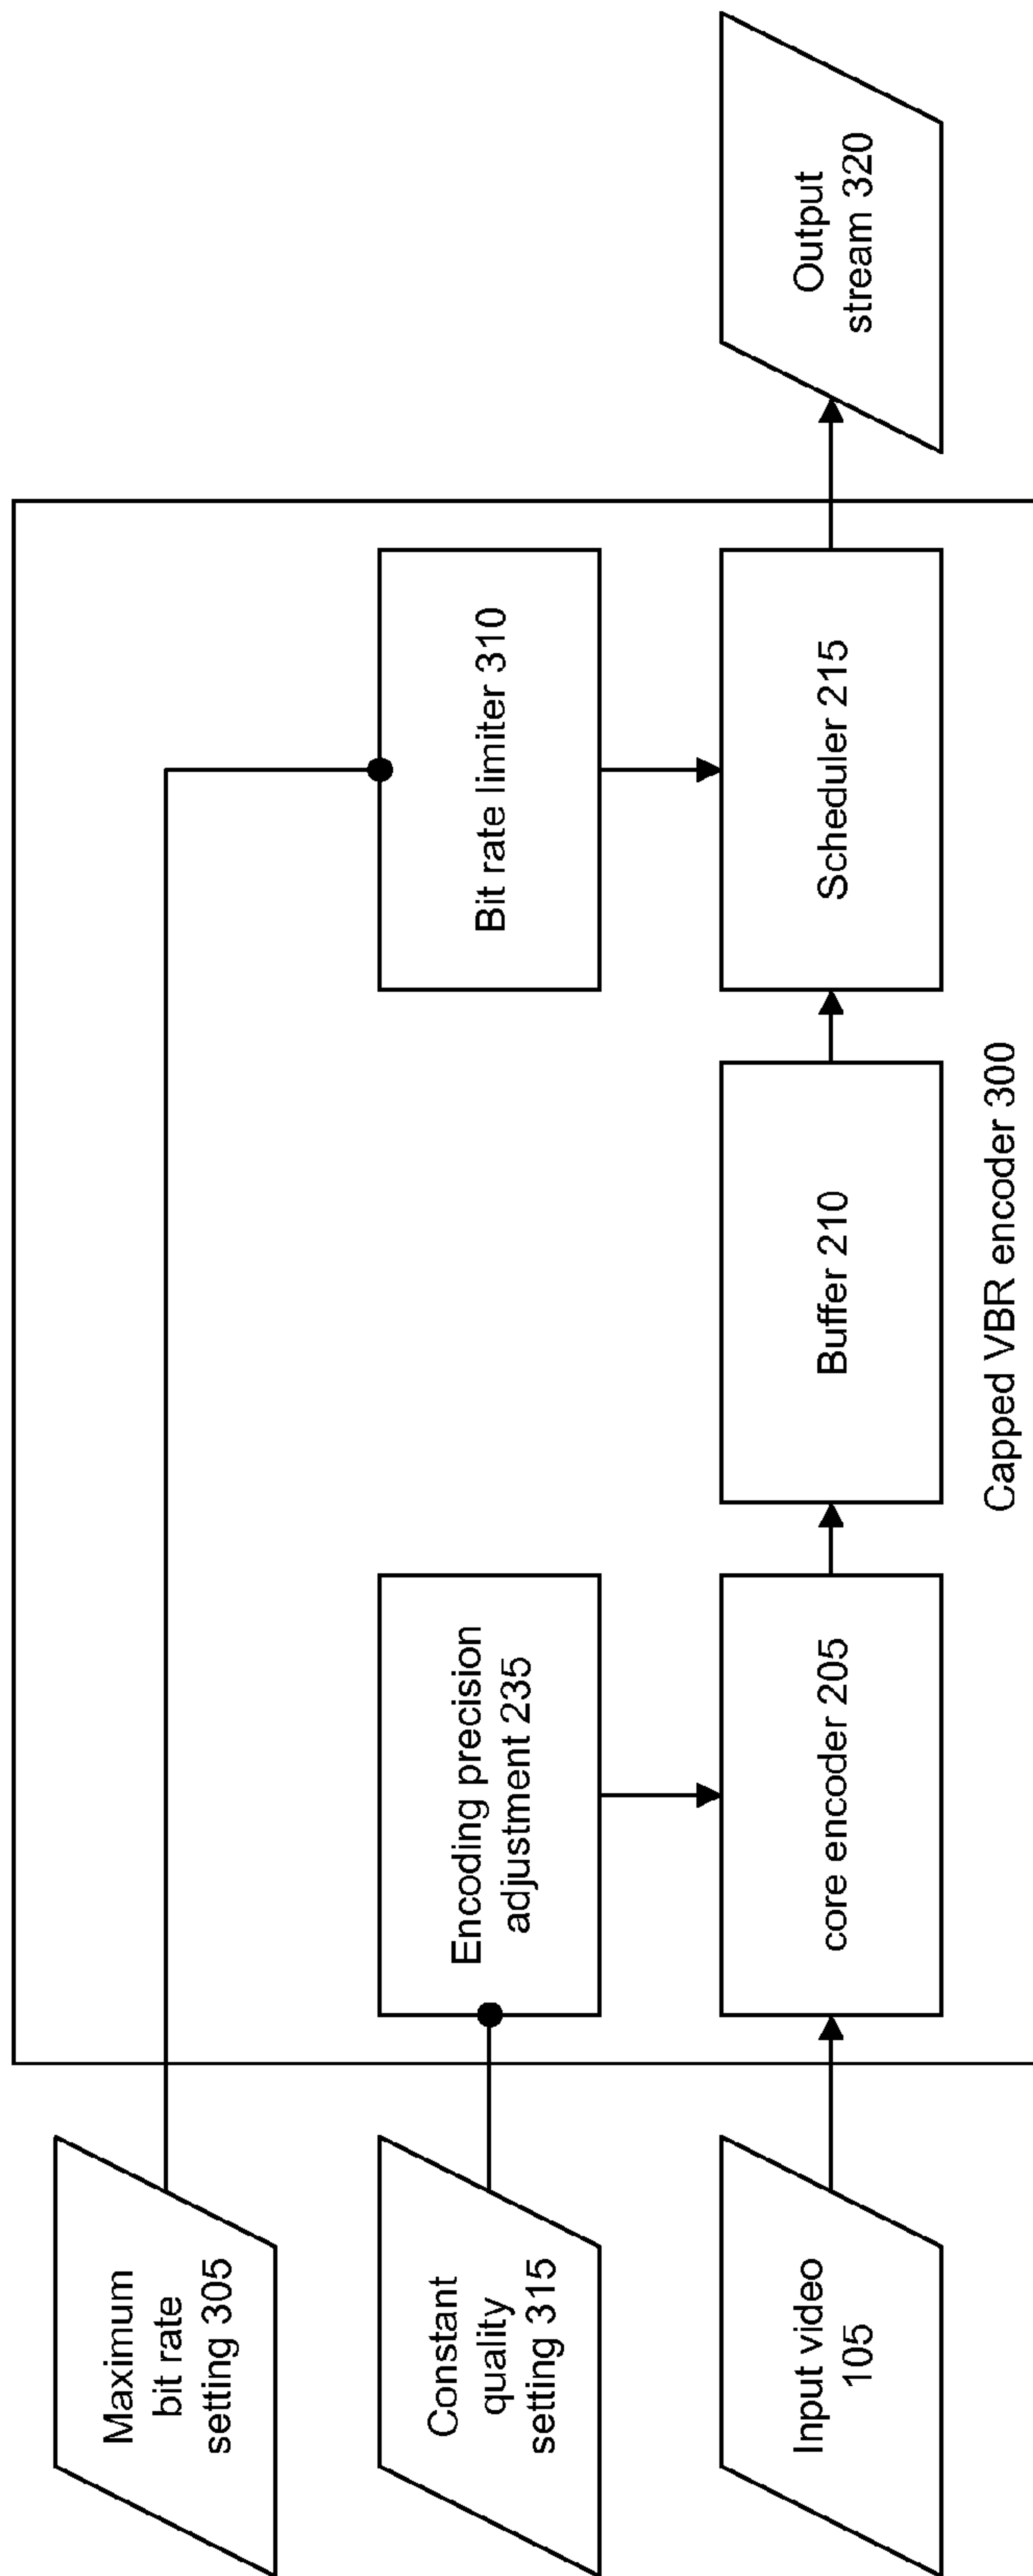 Maximum
bit rate
setting 305
Constant
quality
setting 315
Input video
105
Encoding precision
adjustment 235
core encoder 205
Buffer 210
Bit rate limiter 310
Scheduler 215
Output
stream 320
Capped VBR encoder 300